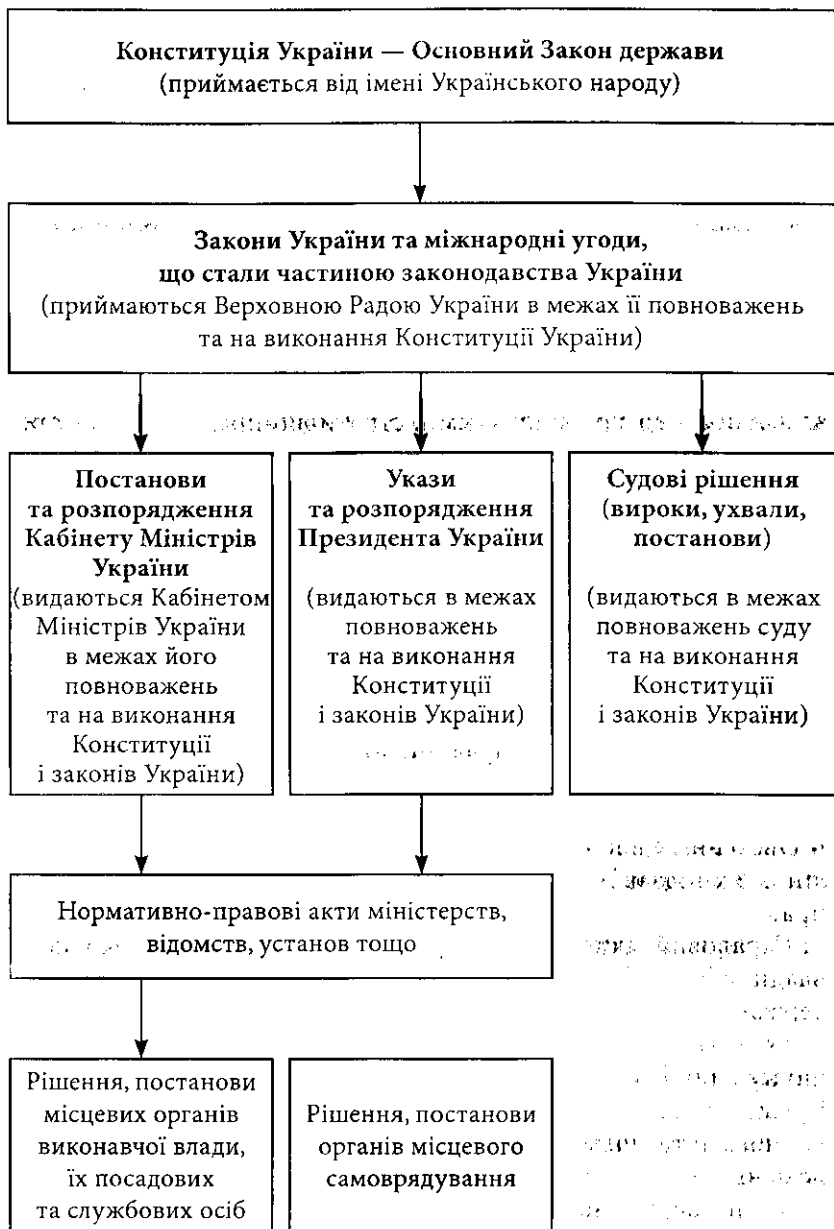 Конституція України — Основний Закон держави
(приймається від імені Українського народу)
Закони України та міжнародні угоди,
що стали частиною законодавства України
(приймаються Верховною Радою України в межах її повноважень
та на виконання Конституції України)
Постанови
та розпорядження
Кабінету Міністрів
України
(видаються Кабінетом
Міністрів України
в межах його
повноважень
та на виконання
Конституції
і законів України)
Укази
та розпорядження
Президента України
(видаються в межах
повноважень
та на виконання
Конституції
і законів України)
Судові рішення
(вироки, ухвали,
постанови)
(видаються в межах
повноважень суду
та на виконання
Конституції
і законів України)
Нормативно-правові акти міністерств,
відомств, установ тощо
Рішення, постанови
місцевих органів
виконавчої влади,
їх посадових
та службових осіб
Рішення, постанови
органів місцевого
самоврядування